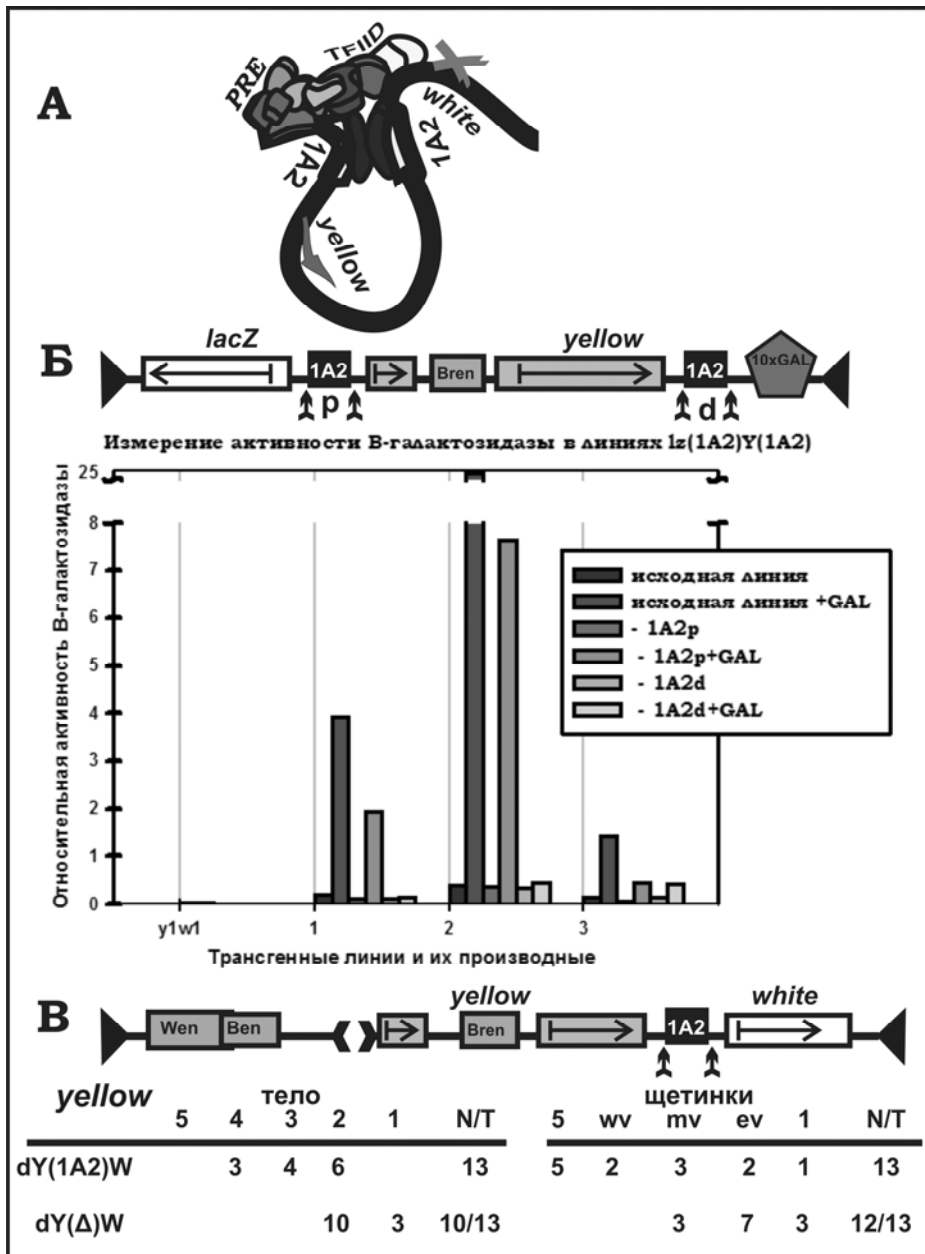 А
PRE
TFIID
1A2
1A2
white
yellow
Б
lacZ
yellow
1A2
Bren
1A2
10xGAL
p
d
Измерение активности В-галактозидазы в линиях lz(1A2)Y(1A2)
Относительная активность В-галактозидазы
25
8
7
6
5
4
3
2
1
0
исходная линия
исходная линия +GAL
- 1A2p
- 1A2p+GAL
- 1A2d
- 1A2d+GAL
y1w1 1 2 3
Трансгенные линии и их производные
В
yellow
white
Wen
Ben
Bren
1A2
yellow тело щетинки
5 4 3 2 1 N/T 5 wv mv ev 1 N/T
dY(1A2)W 3 4 6 13 5 2 3 2 1 13
dY(Δ)W 10 3 10/13 3 7 3 12/13